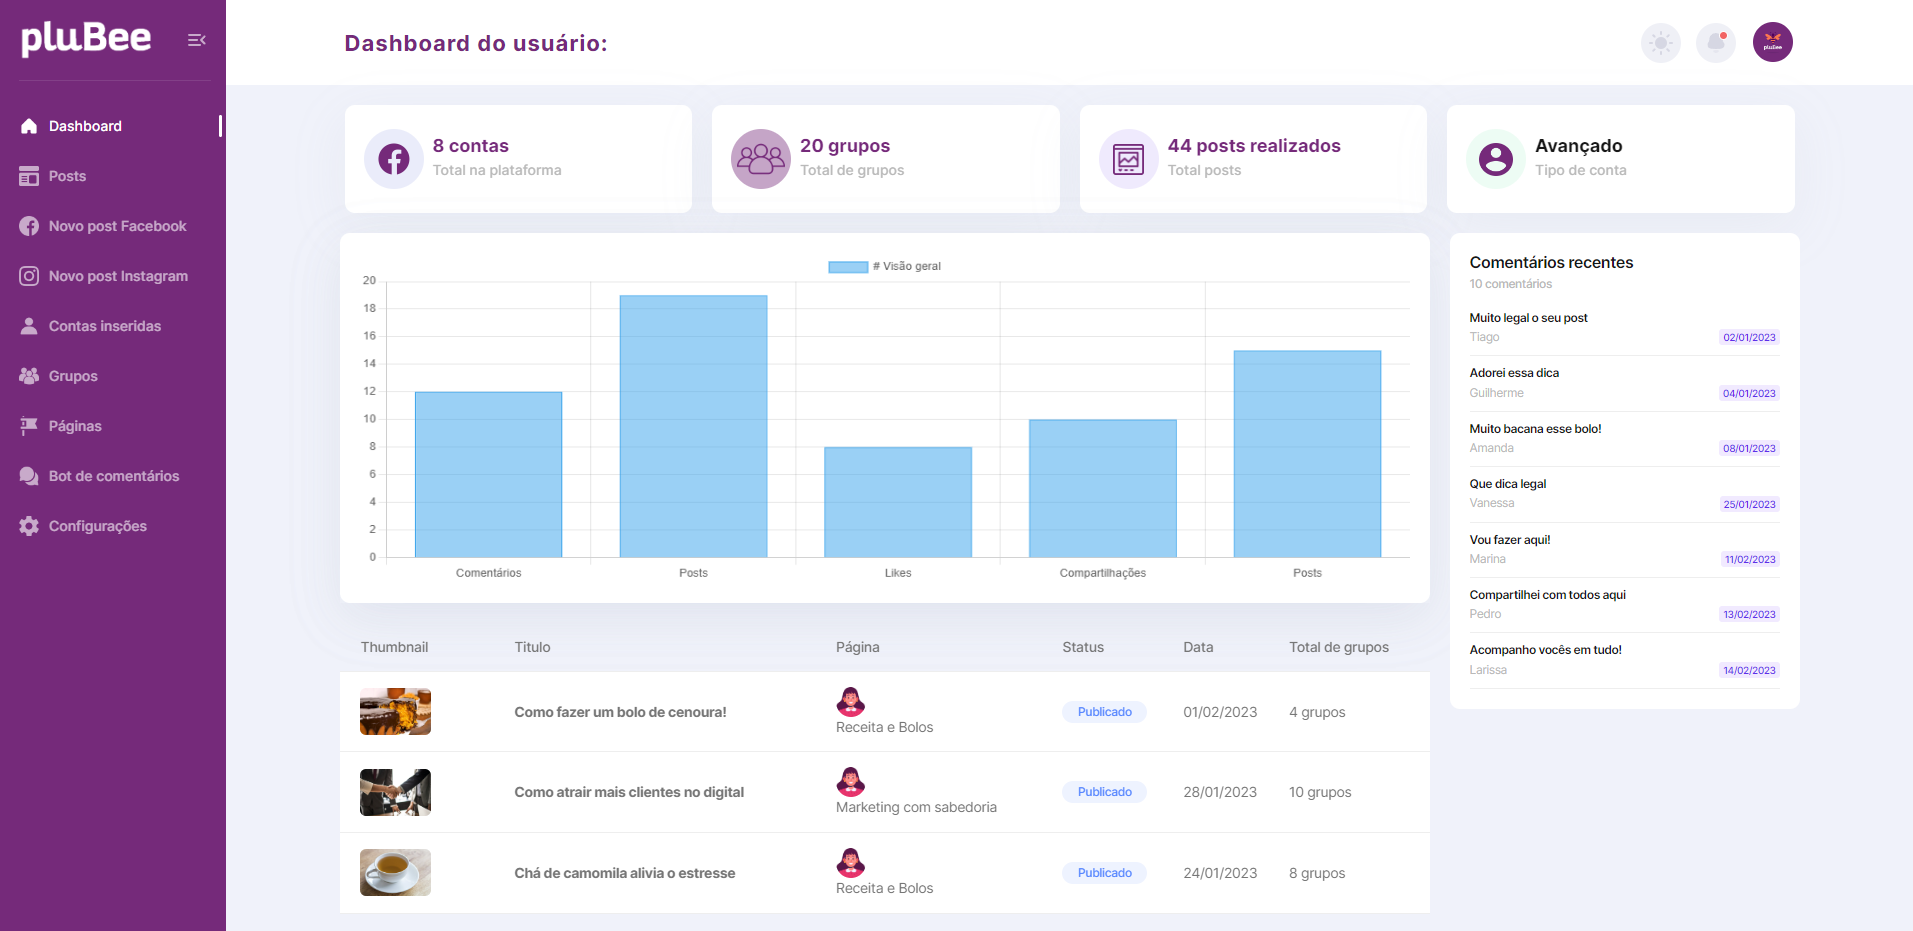 pluBee
Dashboard do usuário:
pluBee
Dashboard
Posts
Novo post Facebook
Novo post Instagram
Contas inseridas
Grupos
Páginas
Bot de comentários
Configurações
8 contas
Total na plataforma
20 grupos
Total de grupos
44 posts realizados
Total posts
Avançado
Tipo de conta
# Visão geral
20
18
16
14
12
10
8
6
4
2
0
Comentários Posts Likes Compartilhações Posts
Comentários recentes
10 comentários
Muito legal o seu post
Tiago 02/01/2023
Adorei essa dica
Guilherme 04/01/2023
Muito bacana esse bolo!
Amanda 08/01/2023
Que dica legal
Vanessa 25/01/2023
Vou fazer aqui!
Marina 11/02/2023
Compartilhei com todos aqui
Pedro 13/02/2023
Acompanho vocês em tudo!
Larissa 14/02/2023
Thumbnail Titulo Página Status Data Total de grupos
Como fazer um bolo de cenoura! Receita e Bolos Publicado 01/02/2023 4 grupos
Como atrair mais clientes no digital Marketing com sabedoria Publicado 28/01/2023 10 grupos
Chá de camomila alivia o estresse Receita e Bolos Publicado 24/01/2023 8 grupos